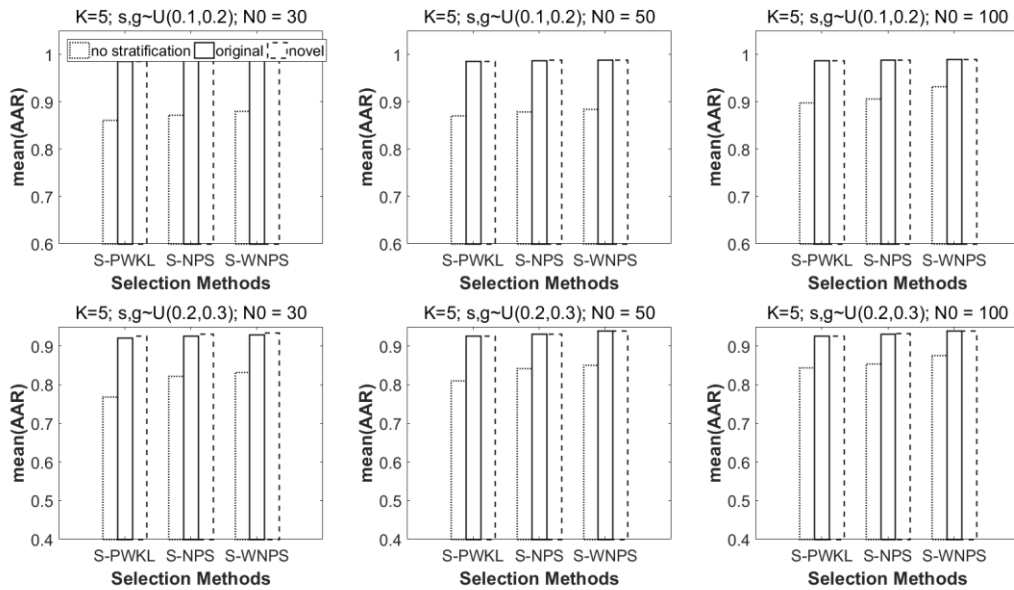 K=5; s,g~U(0.1,0.2); N0 = 30
K=5; s,g~U(0.1,0.2); N0 = 50
K=5; s,g~U(0.1,0.2); N0 = 100
no stratification original novel
mean(AAR)
1
0.9
0.8
0.7
0.6
S-PWKL S-NPS S-WNPS
Selection Methods
mean(AAR)
1
0.9
0.8
0.7
0.6
S-PWKL S-NPS S-WNPS
Selection Methods
mean(AAR)
1
0.9
0.8
0.7
0.6
S-PWKL S-NPS S-WNPS
Selection Methods
K=5; s,g~U(0.2,0.3); N0 = 30
K=5; s,g~U(0.2,0.3); N0 = 50
K=5; s,g~U(0.2,0.3); N0 = 100
mean(AAR)
0.9
0.8
0.7
0.6
0.5
0.4
S-PWKL S-NPS S-WNPS
Selection Methods
mean(AAR)
0.9
0.8
0.7
0.6
0.5
0.4
S-PWKL S-NPS S-WNPS
Selection Methods
mean(AAR)
0.9
0.8
0.7
0.6
0.5
0.4
S-PWKL S-NPS S-WNPS
Selection Methods